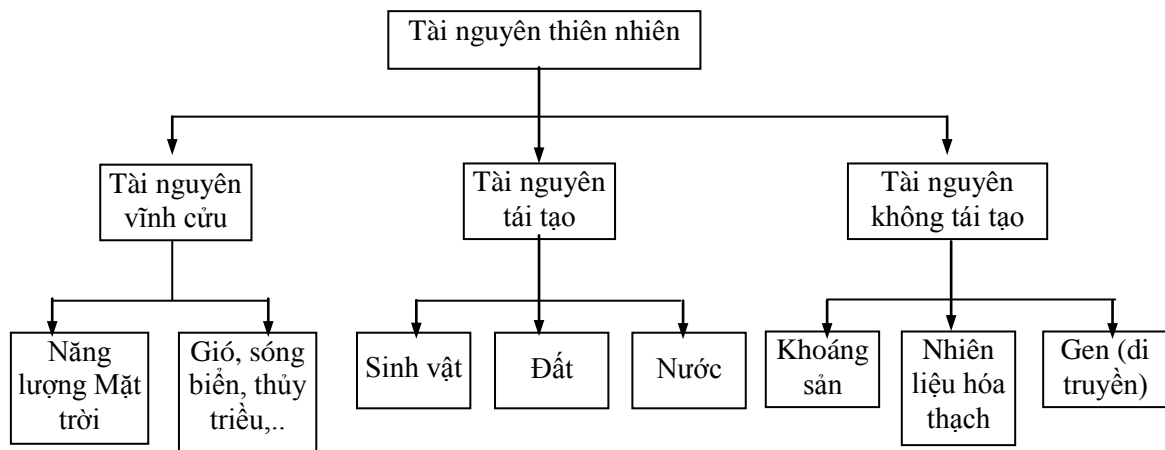 Tài nguyên thiên nhiên
Tài nguyên
vĩnh cửu
Tài nguyên
tái tạo
Tài nguyên
không tái tạo
Năng
lượng Mặt
trời
Gió, sóng
biển, thủy
triều,..
Sinh vật
Đất
Nước
Khoáng
sản
Nhiên
liệu hóa
thạch
Gen (di
truyền)